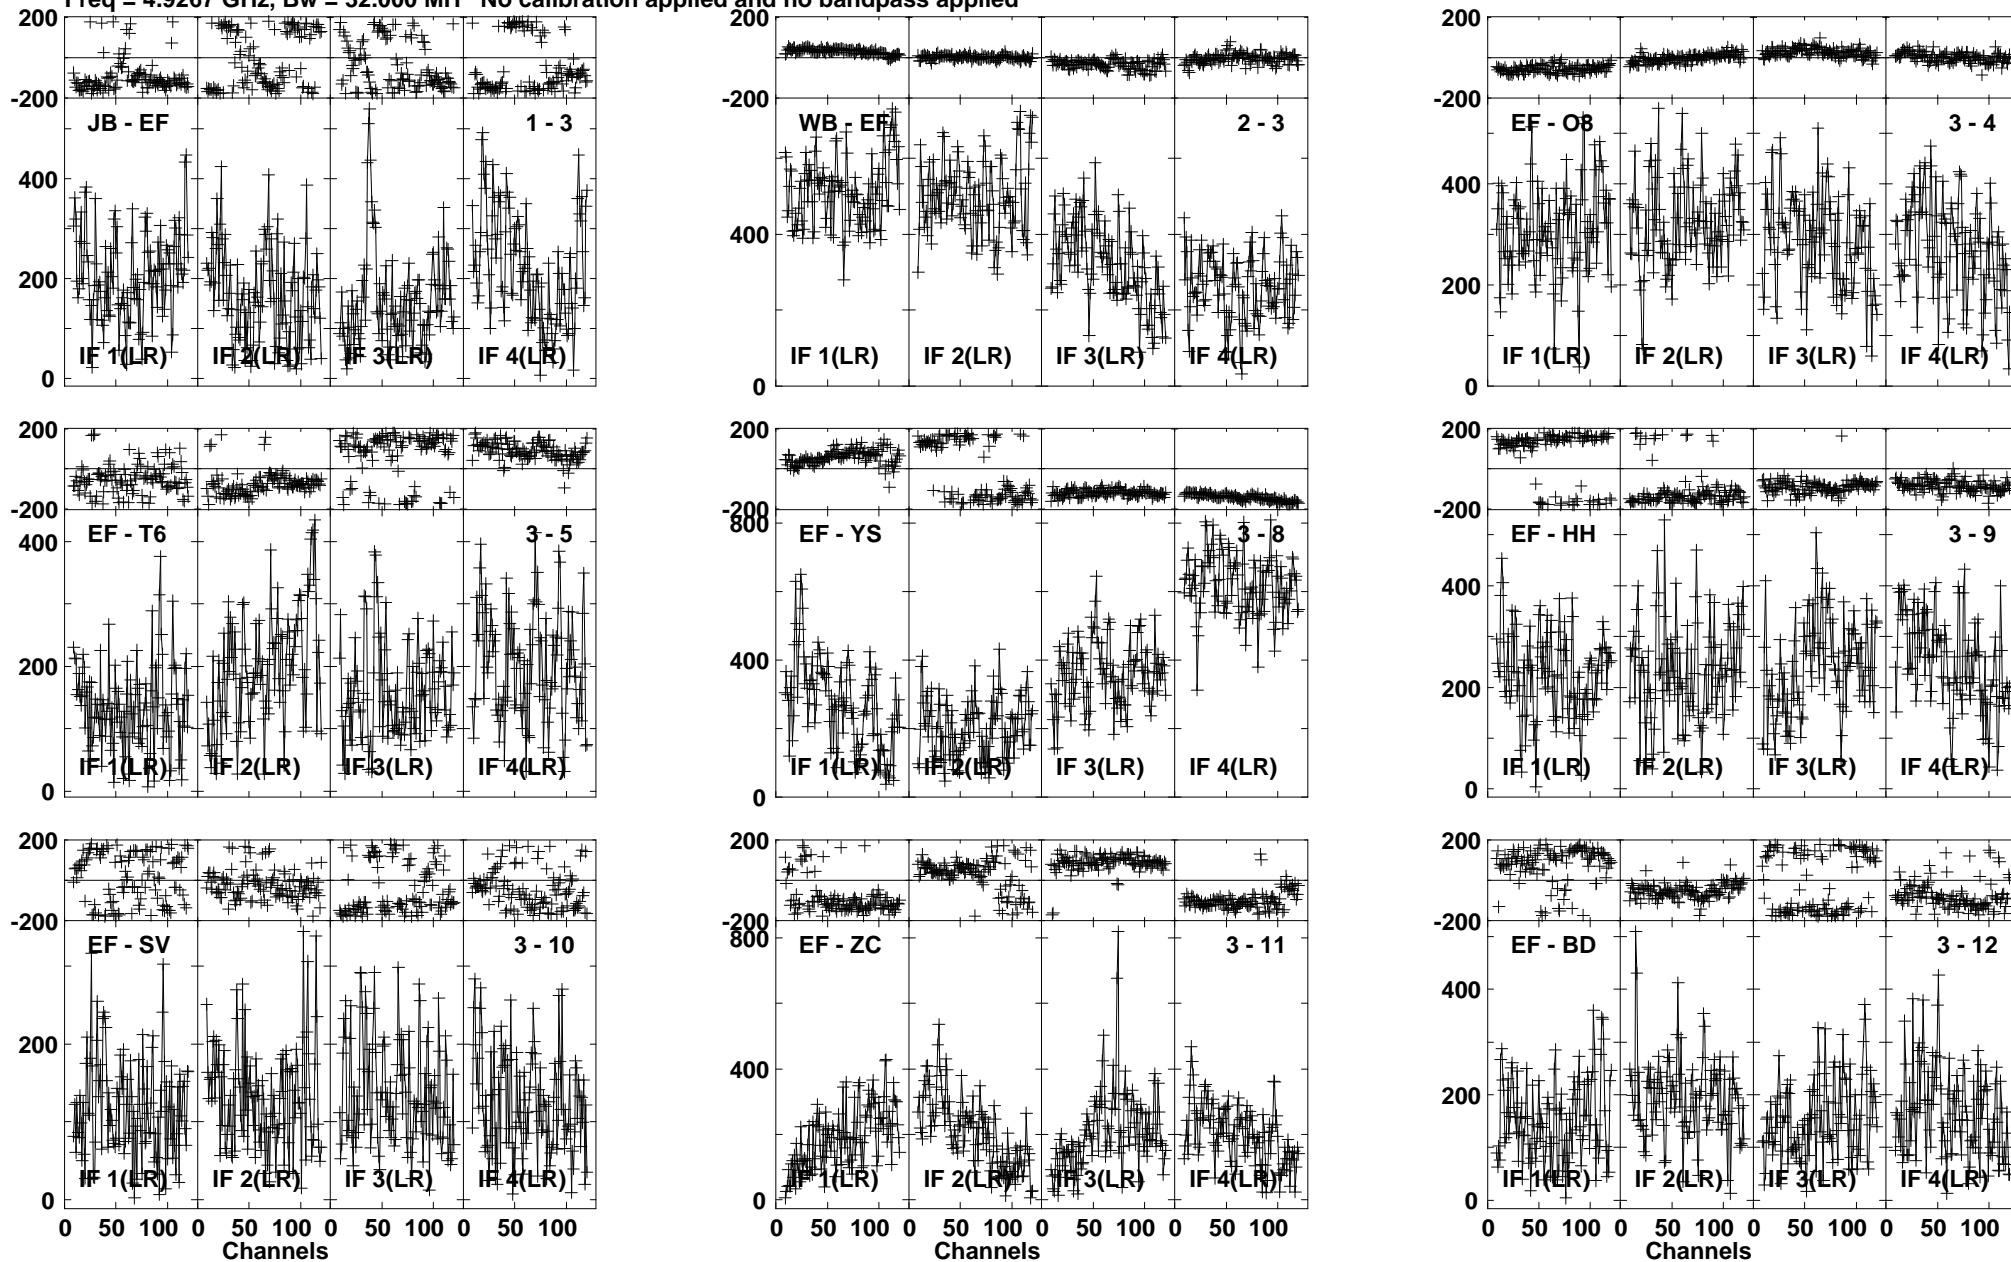 Freq = 4.9267 GHz, Bw = 32.000 MH No calibration applied and no bandpass applied
200
-200
JB - EF 1 - 3
400
200
0
IF 1(LR) IF 2(LR) IF 3(LR) IF 4(LR)
200
-200
WB - EF 2 - 3
400
0
IF 1(LR) IF 2(LR) IF 3(LR) IF 4(LR)
200
-200
EF - O8 3 - 4
400
200
0
IF 1(LR) IF 2(LR) IF 3(LR) IF 4(LR)
200
-200
EF - T6 3 - 5
400
200
0
IF 1(LR) IF 2(LR) IF 3(LR) IF 4(LR)
200
-200
800
EF - YS 3 - 8
400
0
IF 1(LR) IF 2(LR) IF 3(LR) IF 4(LR)
200
-200
EF - HH 3 - 9
400
200
0
IF 1(LR) IF 2(LR) IF 3(LR) IF 4(LR)
200
-200
EF - SV 3 - 10
200
0
IF 1(LR) IF 2(LR) IF 3(LR) IF 4(LR)
0 50 100 0 50 100 0 50 100 0 50 100
Channels
200
-200
800
EF - ZC 3 - 11
400
0
IF 1(LR) IF 2(LR) IF 3(LR) IF 4(LR)
0 50 100 0 50 100 0 50 100 0 50 100
Channels
200
-200
EF - BD 3 - 12
400
200
0
IF 1(LR) IF 2(LR) IF 3(LR) IF 4(LR)
0 50 100 0 50 100 0 50 100 0 50 100
Channels